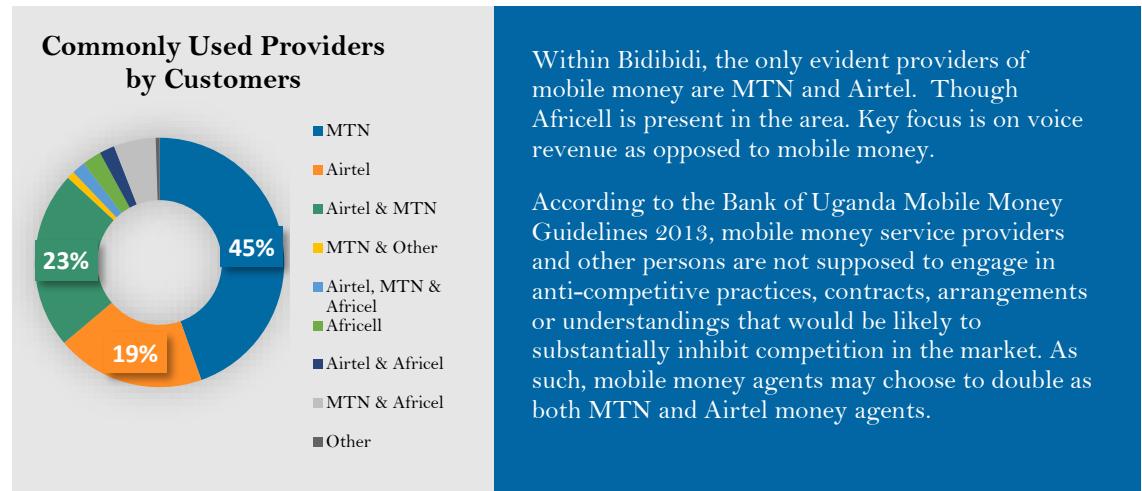 Commonly Used Providers
by Customers
45%
19%
23%
MTN
Airtel
Airtel & MTN
MTN & Other
Airtel, MTN &
Africel
Africell
Airtel & Africel
MTN & Africel
Other
Within Bidibidi, the only evident providers of
mobile money are MTN and Airtel.  Though
Africell is present in the area. Key focus is on voice
revenue as opposed to mobile money.
According to the Bank of Uganda Mobile Money
Guidelines 2013, mobile money service providers
and other persons are not supposed to engage in
anti-competitive practices, contracts, arrangements
or understandings that would be likely to
substantially inhibit competition in the market. As
such, mobile money agents may choose to double as
both MTN and Airtel money agents.